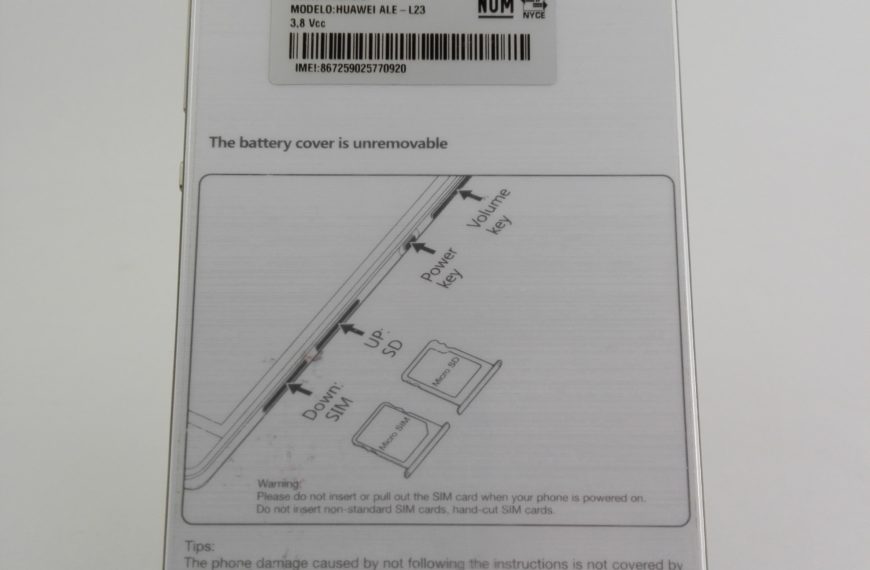 MODELO:HUAWEI ALE – L23
3,8 Vcc
NOM
NYCE
IMEI:867259025770920
The battery cover is unremovable
Volume
key
Power
key
UP:
SD
Down:
SIM
Micro SD
Micro SIM
Warning:
Please do not insert or pull out the SIM card when your phone is powered on.
Do not insert non-standard SIM cards, hand-cut SIM cards.
Tips:
The phone damage caused by not following the instructions is not covered by